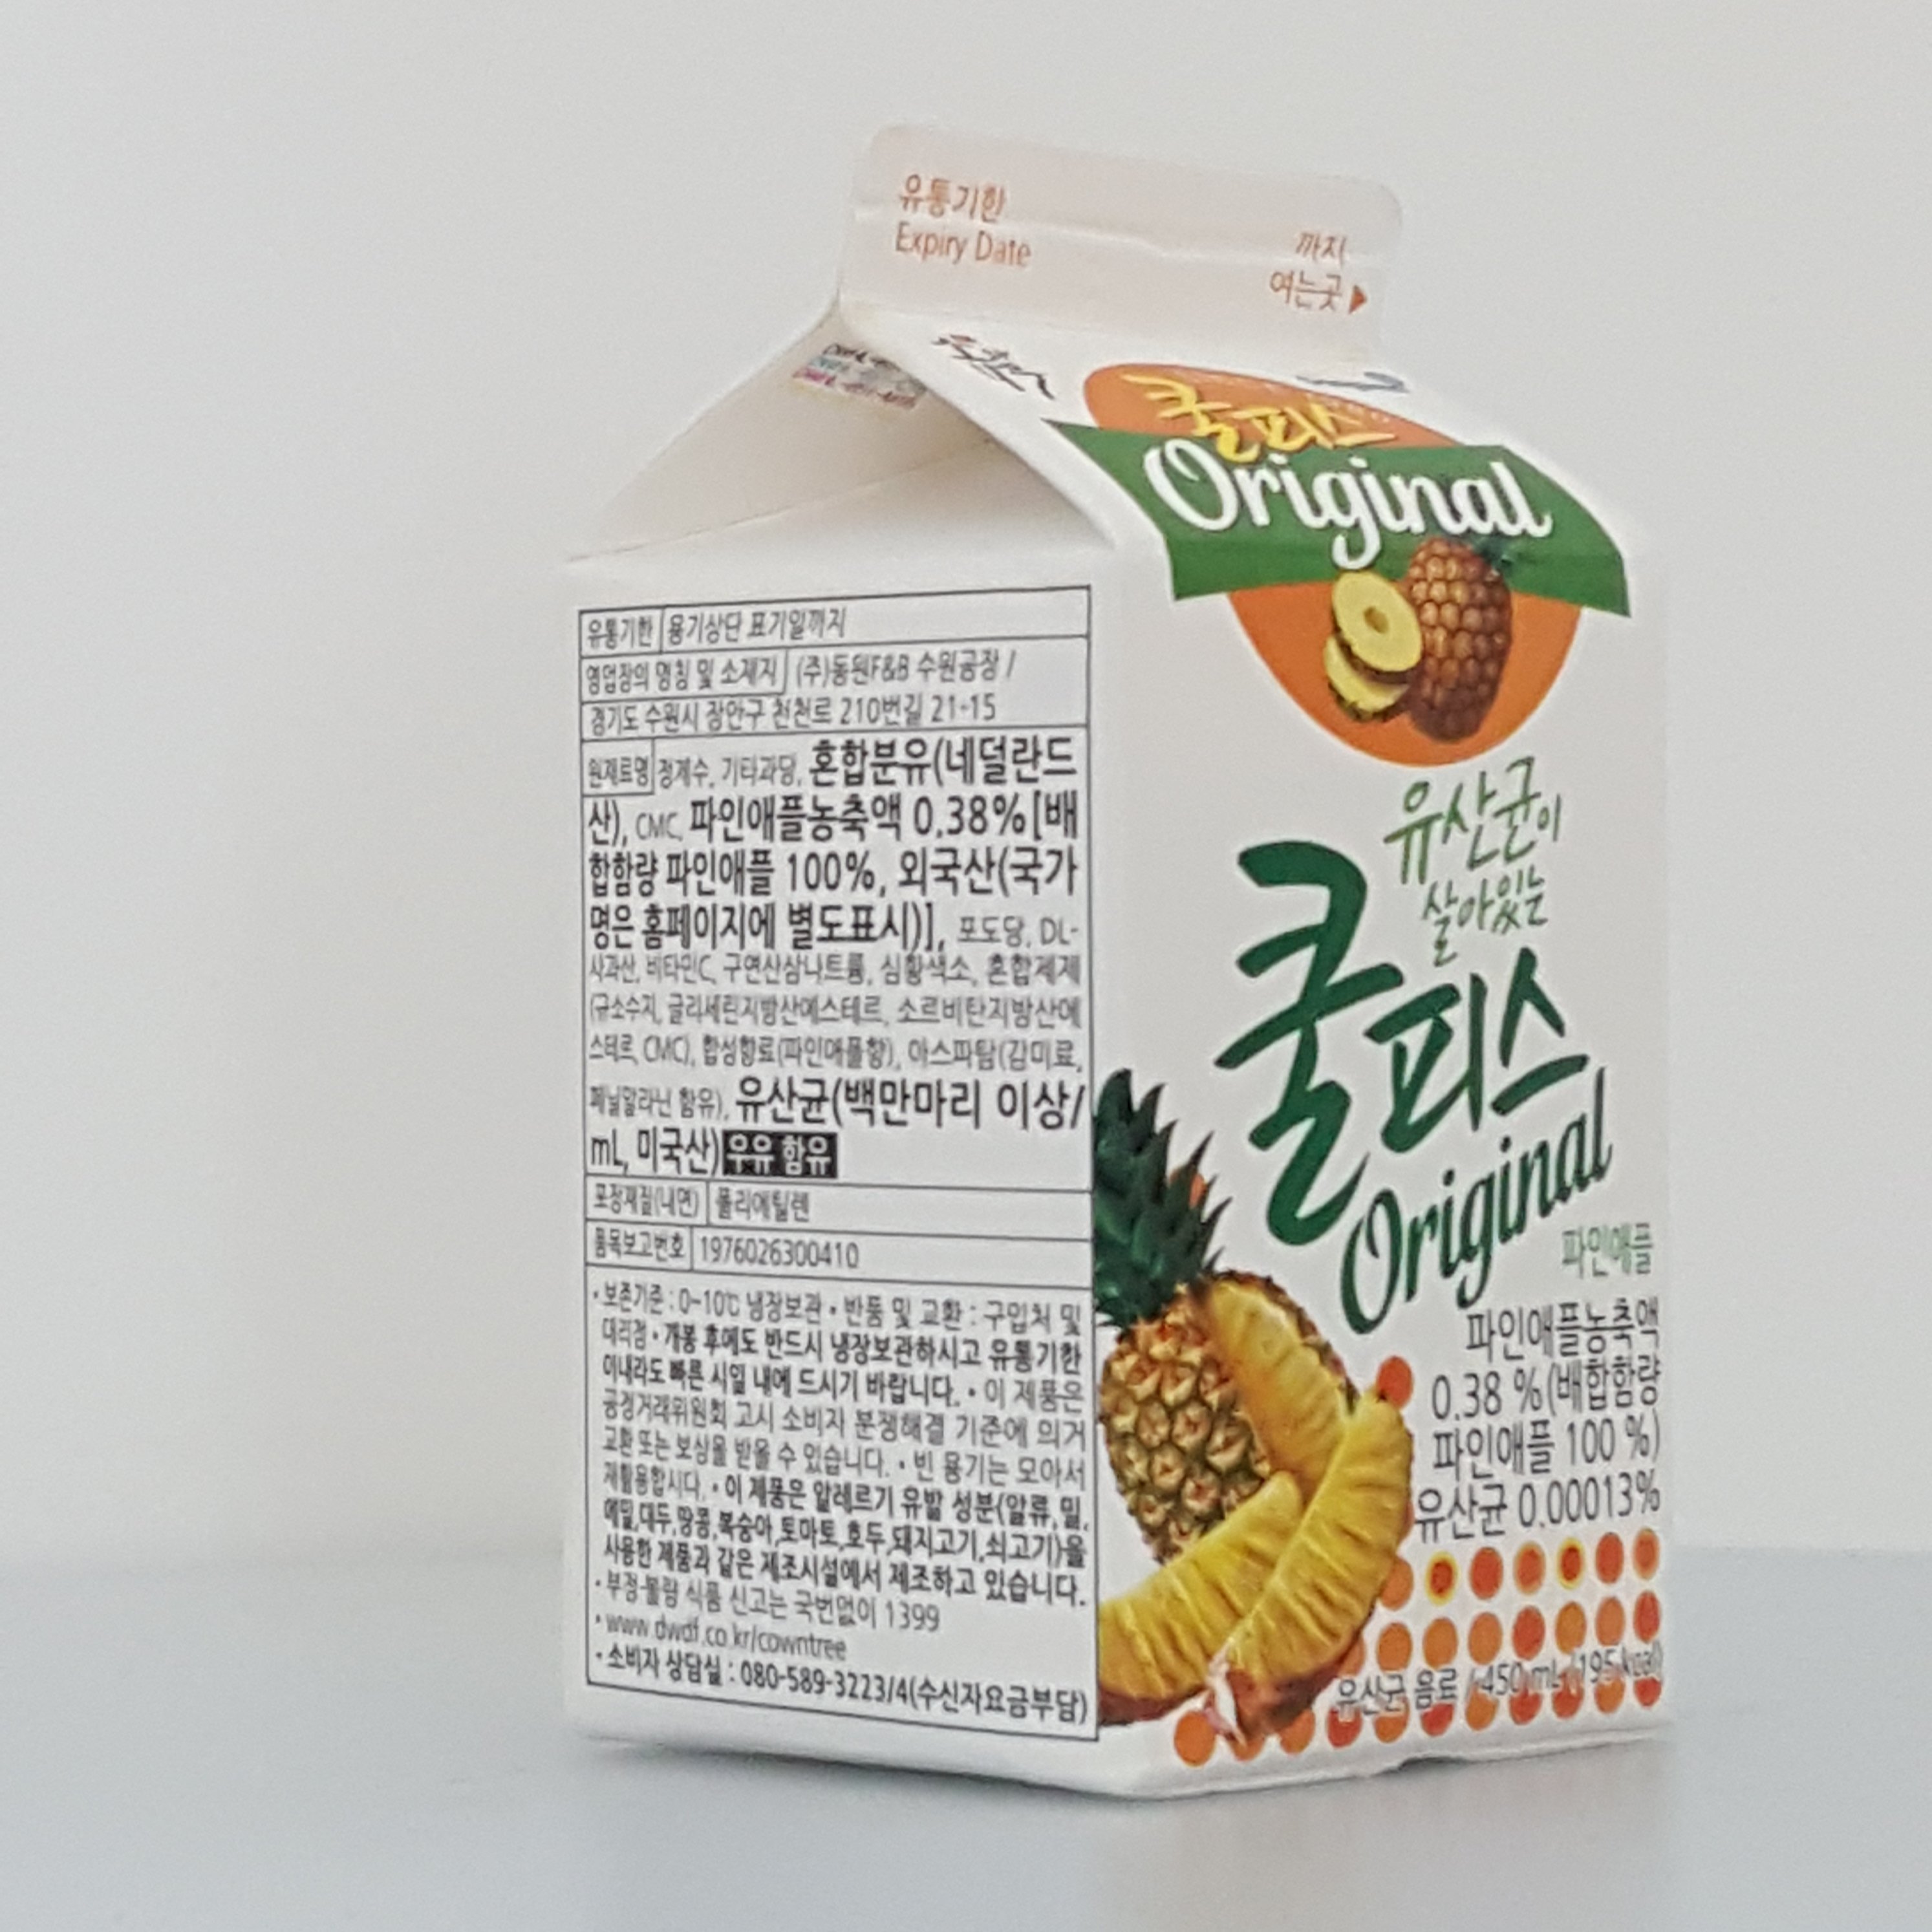 유통기한
Expiry Date
까지
여는곳▶
쿨피스
Original
유통기한 용기상단 표기일까지
영업장의 명칭 및 소재지 (주)동원F&B 수원공장 /
경기도 수원시 장안구 천천로 210번길 21-15
원재료명 정제수, 기타과당, 혼합분유(네덜란드
산), CMC, 파인애플농축액 0.38%[배
합함량 파인애플 100%, 외국산(국가
명은 홈페이지에 별도표시)], 포도당, DL-
사과산, 비타민C, 구연산삼나트륨, 심황색소, 혼합제제
(규소수지, 글리세린지방산에스테르, 소르비탄지방산에
스테르, CMC), 합성향료(파인애플향), 아스파탐(감미료,
페닐알라닌 함유), 유산균(백만마리 이상/
mL, 미국산) 우유 함유
포장재질(내면) 폴리에틸렌
품목보고번호 1976026300410
• 보존기준 : 0~10℃ 냉장보관 • 반품 및 교환 : 구입처 및
대리점 • 개봉 후에도 반드시 냉장보관하시고 유통기한
이내라도 빠른 시일 내에 드시기 바랍니다. • 이 제품은
공정거래위원회 고시 소비자 분쟁해결 기준에 의거
교환 또는 보상을 받을 수 있습니다. • 빈 용기는 모아서
재활용합시다. • 이 제품은 알레르기 유발 성분(알류, 밀,
메밀,대두,땅콩,복숭아,토마토,호두,돼지고기,쇠고기)을
사용한 제품과 같은 제조시설에서 제조하고 있습니다.
• 부정·불량 식품 신고는 국번없이 1399
• www.dwdf.co.kr/cowntree
• 소비자 상담실 : 080-589-3223/4(수신자요금부담)
유산균이
살아있는
쿨피스
Original
파인애플
파인애플농축액
0.38 %(배합함량
파인애플 100 %)
유산균 0.00013%
유산균 음료 / 450 mL (195 kcal)